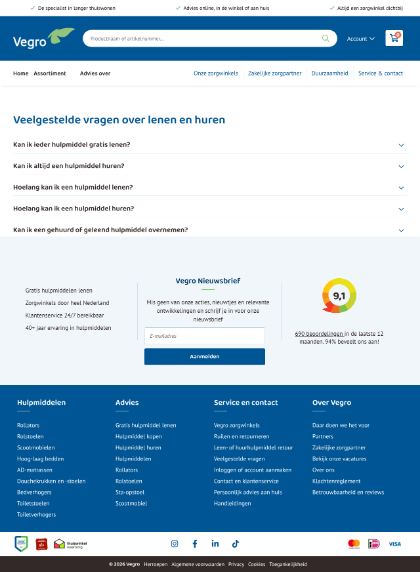 De specialist in langer thuiswonen
Advies online, in de winkel of aan huis
Altijd een zorgwinkel dichtbij
Vegro
Productnaam of artikelnummer...
Account
Home Assortiment Advies over
Onze zorgwinkels Zakelijke zorgpartner Duurzaamheid Service & contact
Veelgestelde vragen over lenen en huren
Kan ik ieder hulpmiddel gratis lenen?
Kan ik altijd een hulpmiddel huren?
Hoelang kan ik een hulpmiddel lenen?
Hoelang kan ik een hulpmiddel huren?
Kan ik een gehuurd of geleend hulpmiddel overnemen?
Gratis hulpmiddelen lenen
Zorgwinkels door heel Nederland
Klantenservice 24/7 bereikbaar
40+ jaar ervaring in hulpmiddelen
Vegro Nieuwsbrief
Mis geen van onze acties, nieuwtjes en relevante
ontwikkelingen en schrijf je in voor onze
nieuwsbrief
E-mailadres
Aanmelden
9,1
690 beoordelingen in de laatste 12
maanden. 94% beveelt ons aan!
Hulpmiddelen
Rollators
Rolstoelen
Scootmobielen
Hoog-laag bedden
AD-matrassen
Douchekrukken en -stoelen
Bedverhogers
Toiletstoelen
Toiletverhogers
Advies
Gratis hulpmiddel lenen
Hulpmiddel kopen
Hulpmiddel huren
Hulpmiddelen
Rollators
Rolstoelen
Sta-opstoel
Scootmobiel
Service en contact
Vegro zorgwinkels
Ruilen en retourneren
Leen- of huurhulpmiddel retour
Veelgestelde vragen
Inloggen of account aanmaken
Contact en klantenservice
Persoonlijk advies aan huis
Handleidingen
Over Vegro
Daar doen we het voor
Partners
Zakelijke zorgpartner
Bekijk onze vacatures
Over ons
Klachtenreglement
Betrouwbaarheid en reviews
VISA
© 2026 Vegro Herroepen Algemene voorwaarden Privacy Cookies Toegankelijkheid